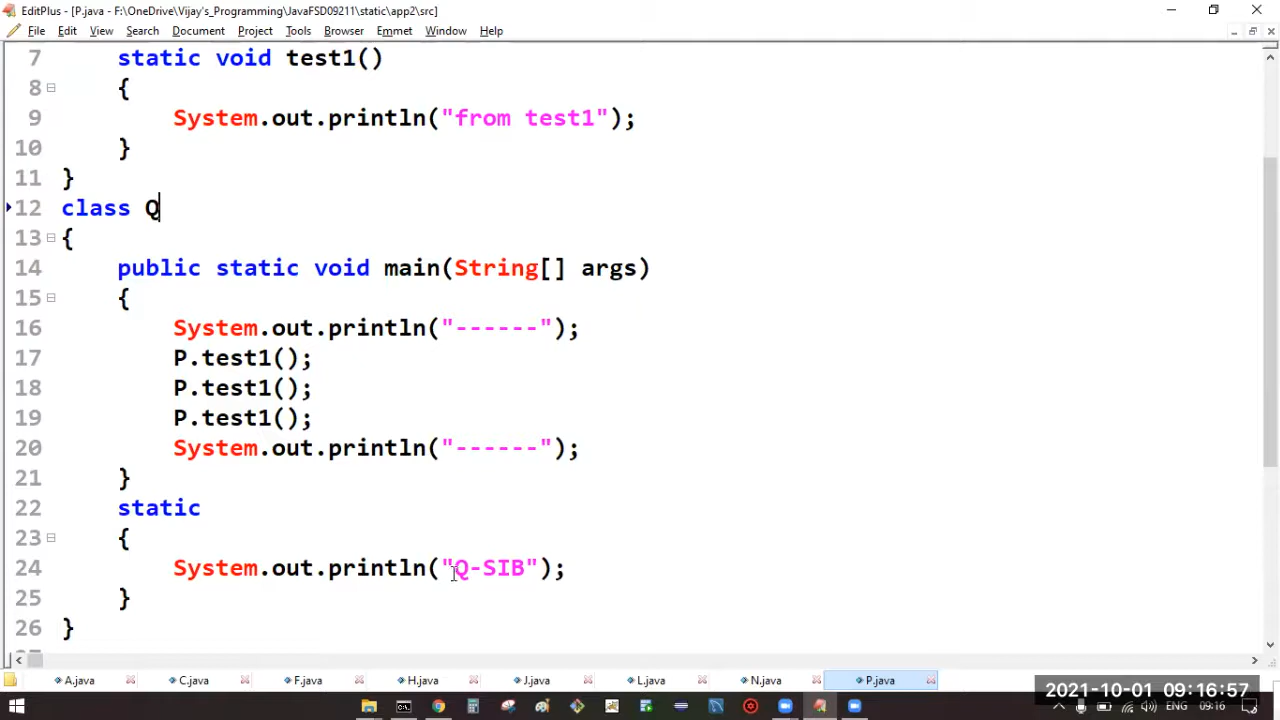 EditPlus - [P.java - F:\OneDrive\Vijay's_Programming\JavaFSD09211\static\app2\src]
File Edit View Search Document Project Tools Browser Emmet Window Help
7 static void test1()
8 {
9 System.out.println("from test1");
10 }
11 }
12 class Q
13 {
14 public static void main(String[] args)
15 {
16 System.out.println("------");
17 P.test1();
18 P.test1();
19 P.test1();
20 System.out.println("------");
21 }
22 static
23 {
24 System.out.println("Q-SIB");
25 }
26 }
A.java C.java F.java H.java J.java L.java N.java P.java
2021-10-01 09:16:57
ENG 09:16